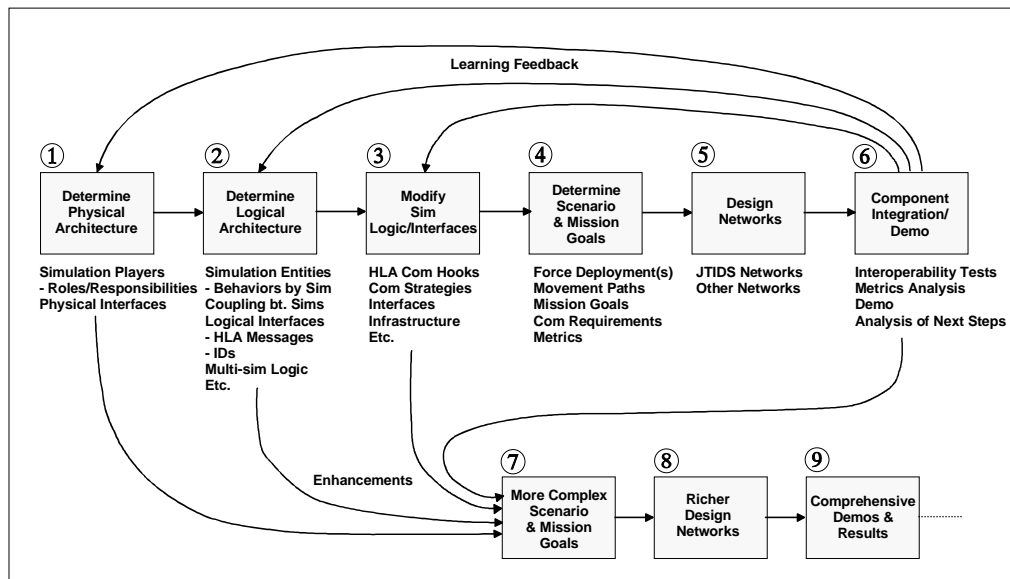 Learning Feedback
1
Determine
Physical
Architecture
Simulation Players
- Roles/Responsibilities
Physical Interfaces
2
Determine
Logical
Architecture
Simulation Entities
- Behaviors by Sim
Coupling bt. Sims
Logical Interfaces
- HLA Messages
- IDs
Multi-sim Logic
Etc.
3
Modify
Sim
Logic/Interfaces
HLA Com Hooks
Com Strategies
Interfaces
Infrastructure
Etc.
4
Determine
Scenario
& Mission
Goals
Force Deployment(s)
Movement Paths
Mission Goals
Com Requirements
Metrics
5
Design
Networks
JTIDS Networks
Other Networks
6
Component
Integration/
Demo
Interoperability Tests
Metrics Analysis
Demo
Analysis of Next Steps
Enhancements
7
More Complex
Scenario
& Mission
Goals
8
Richer
Design
Networks
9
Comprehensive
Demos &
Results